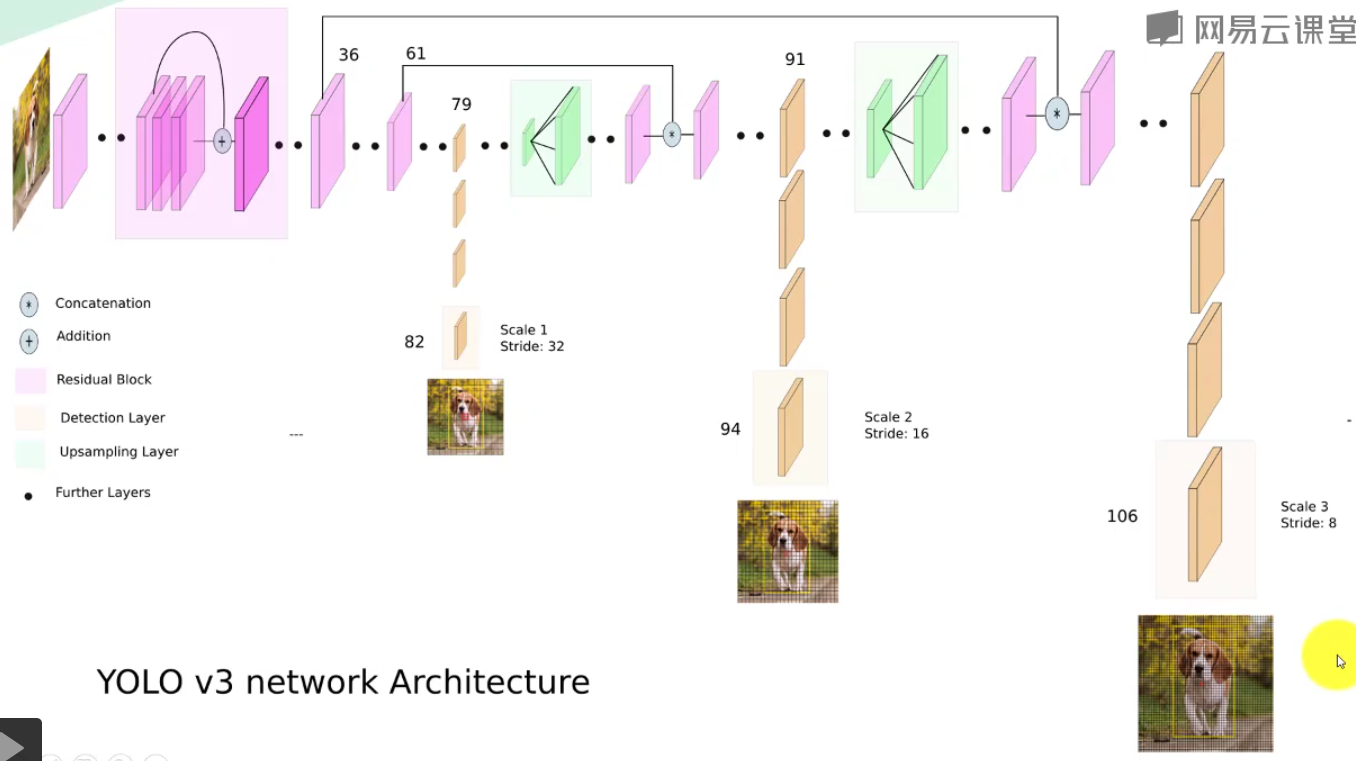 网易云课堂
36
61
91
79
Concatenation
Addition
Residual Block
Detection Layer
Upsampling Layer
Further Layers
---
82
Scale 1
Stride: 32
94
Scale 2
Stride: 16
-
106
Scale 3
Stride: 8
YOLO v3 network Architecture